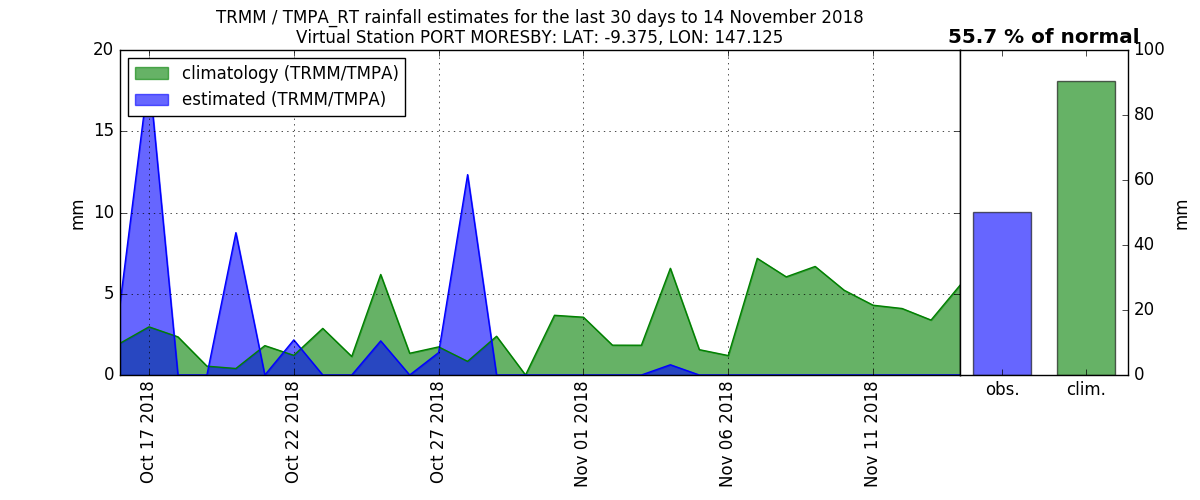 TRMM / TMPA_RT rainfall estimates for the last 30 days to 14 November 2018
Virtual Station PORT MORESBY: LAT: -9.375, LON: 147.125
55.7 % of normal
climatology (TRMM/TMPA)
estimated (TRMM/TMPA)
20
15
10
5
0
mm
Oct 17 2018
Oct 22 2018
Oct 27 2018
Nov 01 2018
Nov 06 2018
Nov 11 2018
obs.
clim.
100
80
60
40
20
0
mm